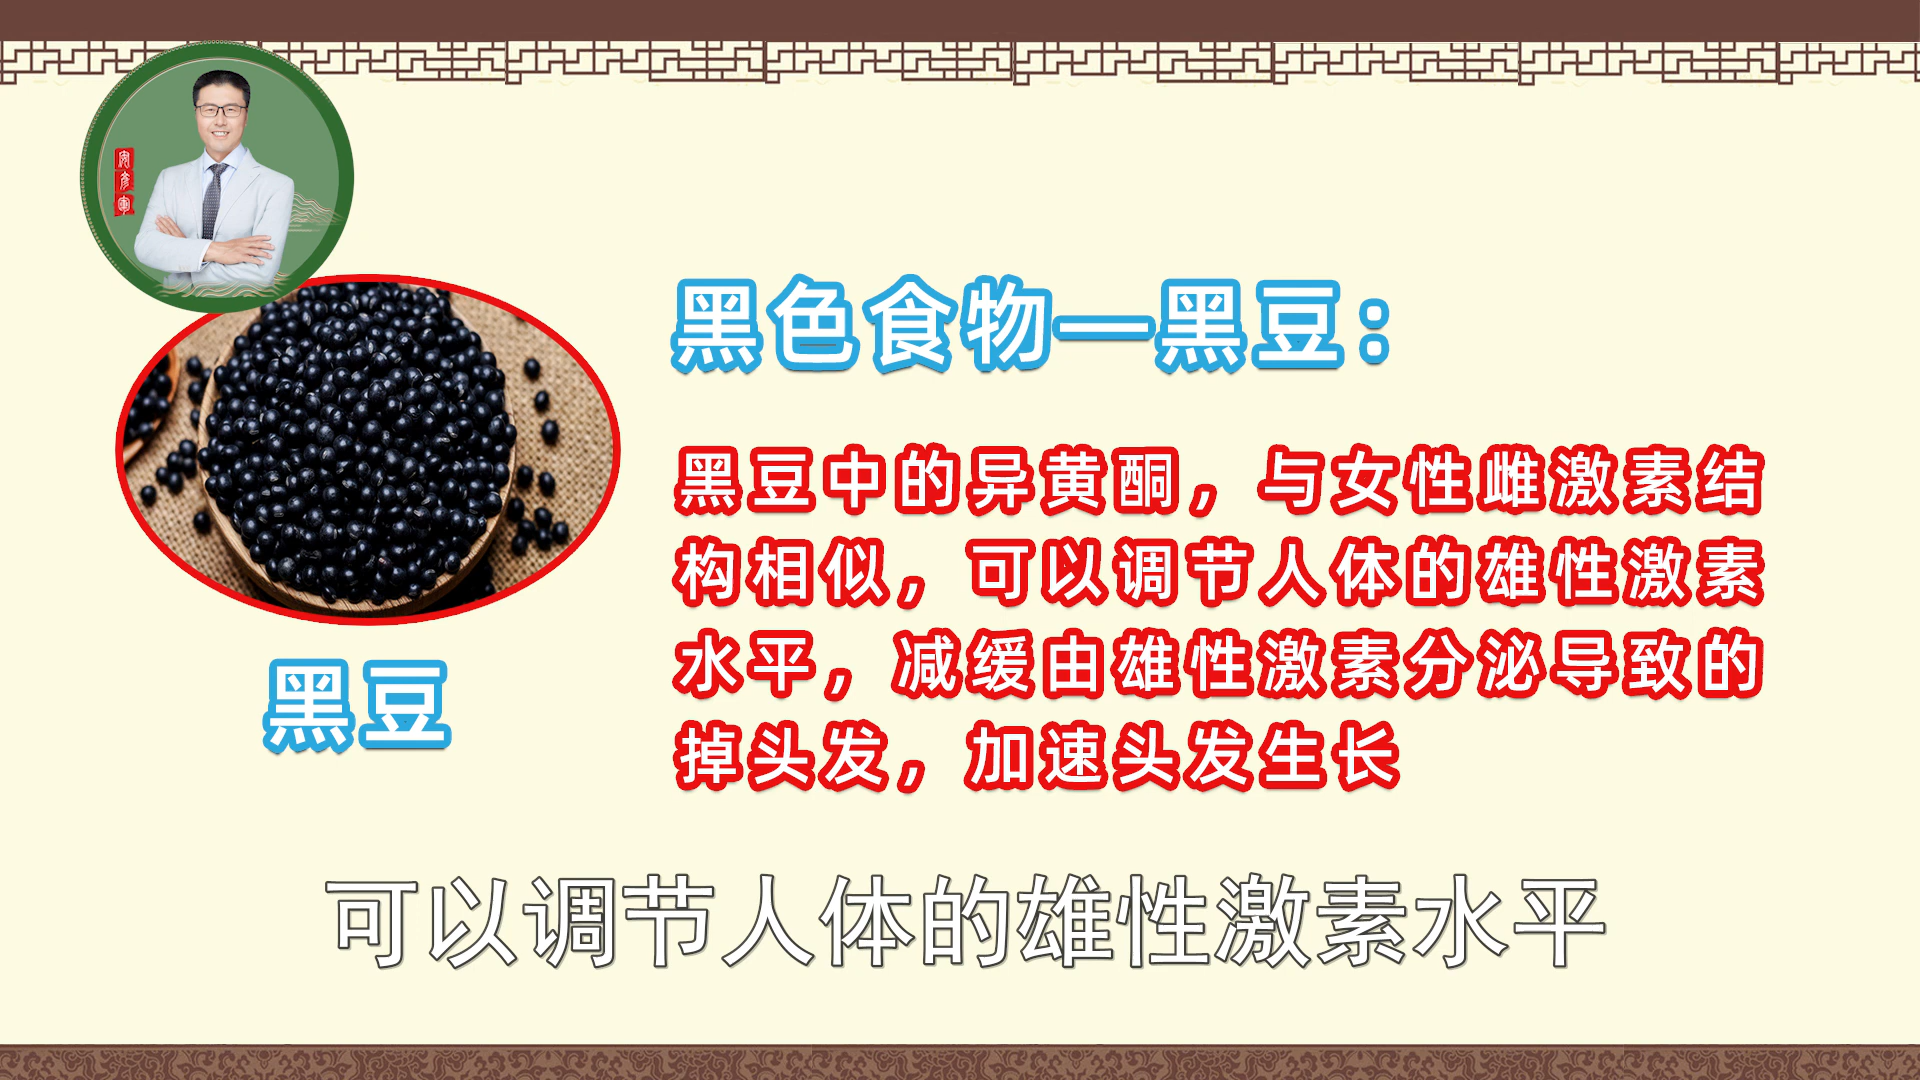 安彦军
黑色食物—黑豆：
黑豆中的异黄酮，与女性雌激素结
构相似，可以调节人体的雄性激素
水平，减缓由雄性激素分泌导致的
掉头发，加速头发生长
黑豆
可以调节人体的雄性激素水平